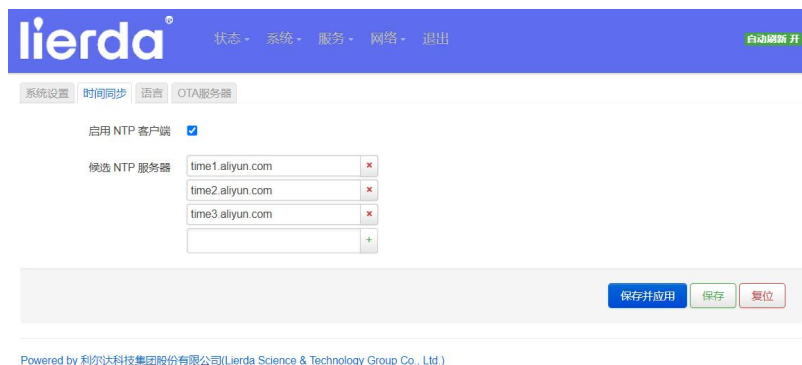 lierda®
状态 系统 服务 网络 退出
自动刷新 开
系统设置 时间同步 语言 OTA服务器
启用 NTP 客户端
候选 NTP 服务器
time1.aliyun.com ×
time2.aliyun.com ×
time3.aliyun.com ×
+
保存并应用 保存 复位
Powered by 利尔达科技集团股份有限公司(Lierda Science & Technology Group Co., Ltd.)